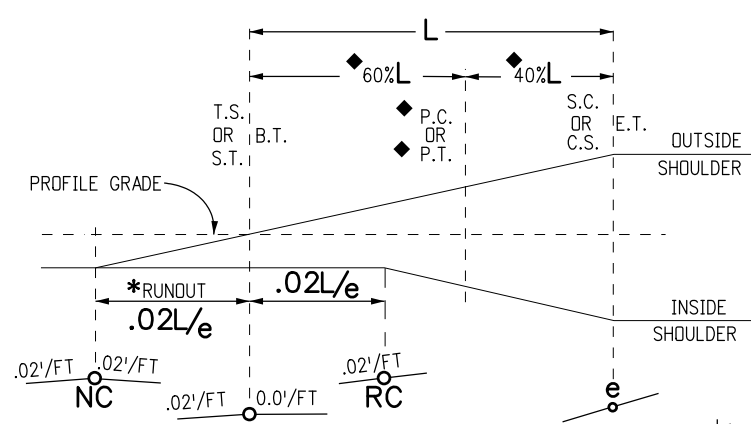 L
60%L
40%L
T.S.
OR
S.T.
B.T.
P.C.
OR
P.T.
S.C.
OR
C.S.
E.T.
OUTSIDE
SHOULDER
PROFILE GRADE
*RUNOUT
.02L/e
.02L/e
INSIDE
SHOULDER
.02'/FT
.02'/FT
NC
.02'/FT
0.0'/FT
.02'/FT
RC
e